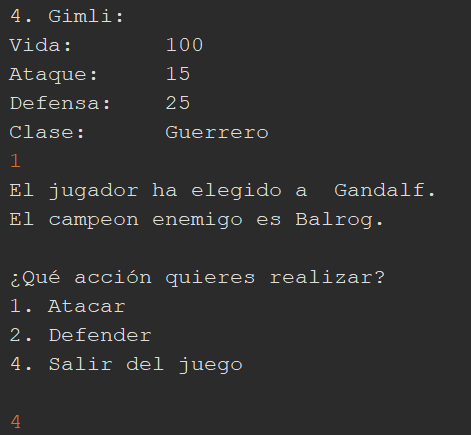 4. Gimli:
Vida:       100
Ataque:     15
Defensa:    25
Clase:      Guerrero
1
El jugador ha elegido a  Gandalf.
El campeon enemigo es Balrog.

¿Qué acción quieres realizar?
1. Atacar
2. Defender
4. Salir del juego

4